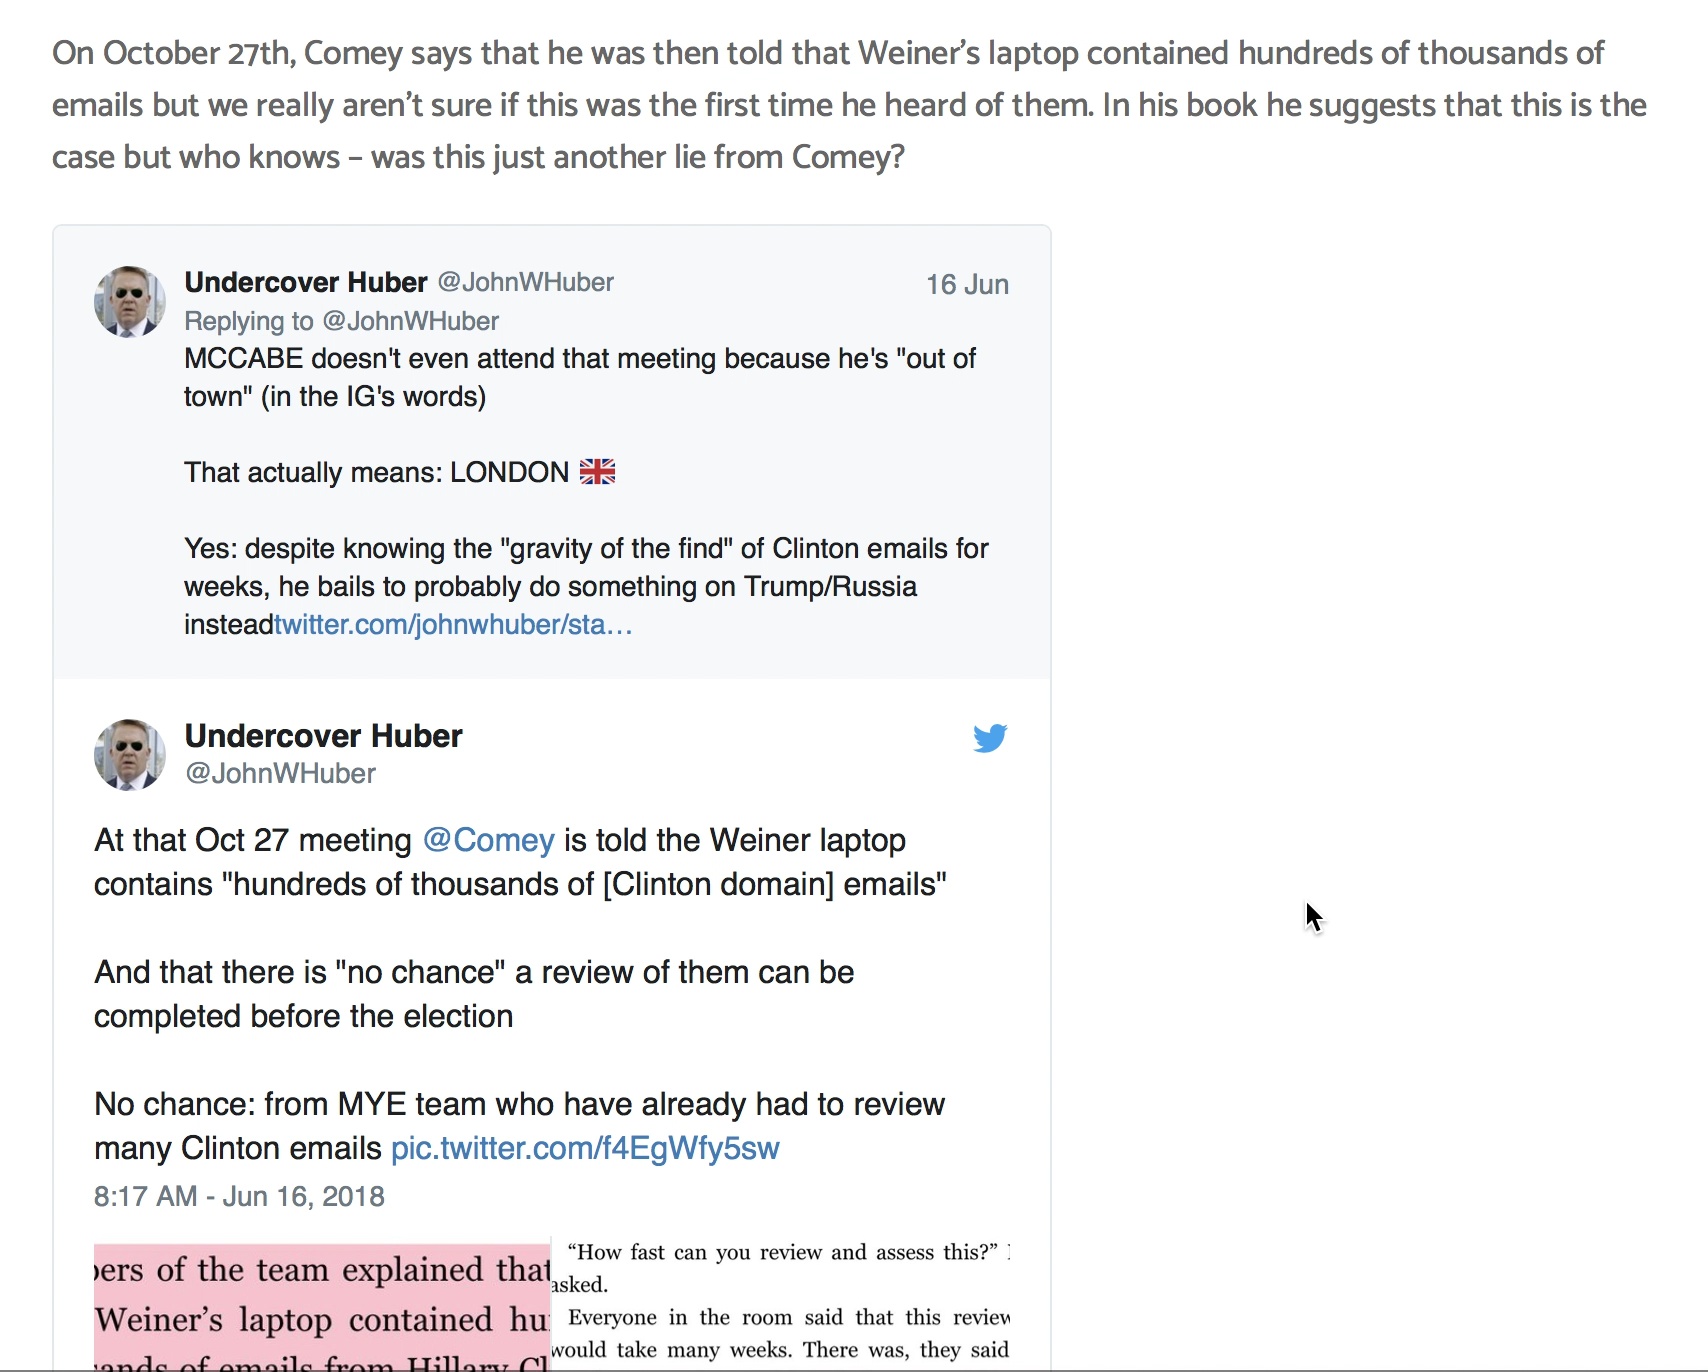 On October 27th, Comey says that he was then told that Weiner’s laptop contained hundreds of thousands of
emails but we really aren’t sure if this was the first time he heard of them. In his book he suggests that this is the
case but who knows – was this just another lie from Comey?
Undercover Huber @JohnWHuber 16 Jun
Replying to @JohnWHuber
MCCABE doesn't even attend that meeting because he's "out of
town" (in the IG's words)
That actually means: LONDON 🇬🇧
Yes: despite knowing the "gravity of the find" of Clinton emails for
weeks, he bails to probably do something on Trump/Russia
insteadtwitter.com/johnwhuber/sta…
Undercover Huber
@JohnWHuber
At that Oct 27 meeting @Comey is told the Weiner laptop
contains "hundreds of thousands of [Clinton domain] emails"
And that there is "no chance" a review of them can be
completed before the election
No chance: from MYE team who have already had to review
many Clinton emails pic.twitter.com/f4EgWfy5sw
8:17 AM - Jun 16, 2018
ers of the team explained that
Weiner’s laptop contained hu
ands of emails from Hillary Cl
“How fast can you review and assess this?”
asked.
Everyone in the room said that this review
would take many weeks. There was, they said